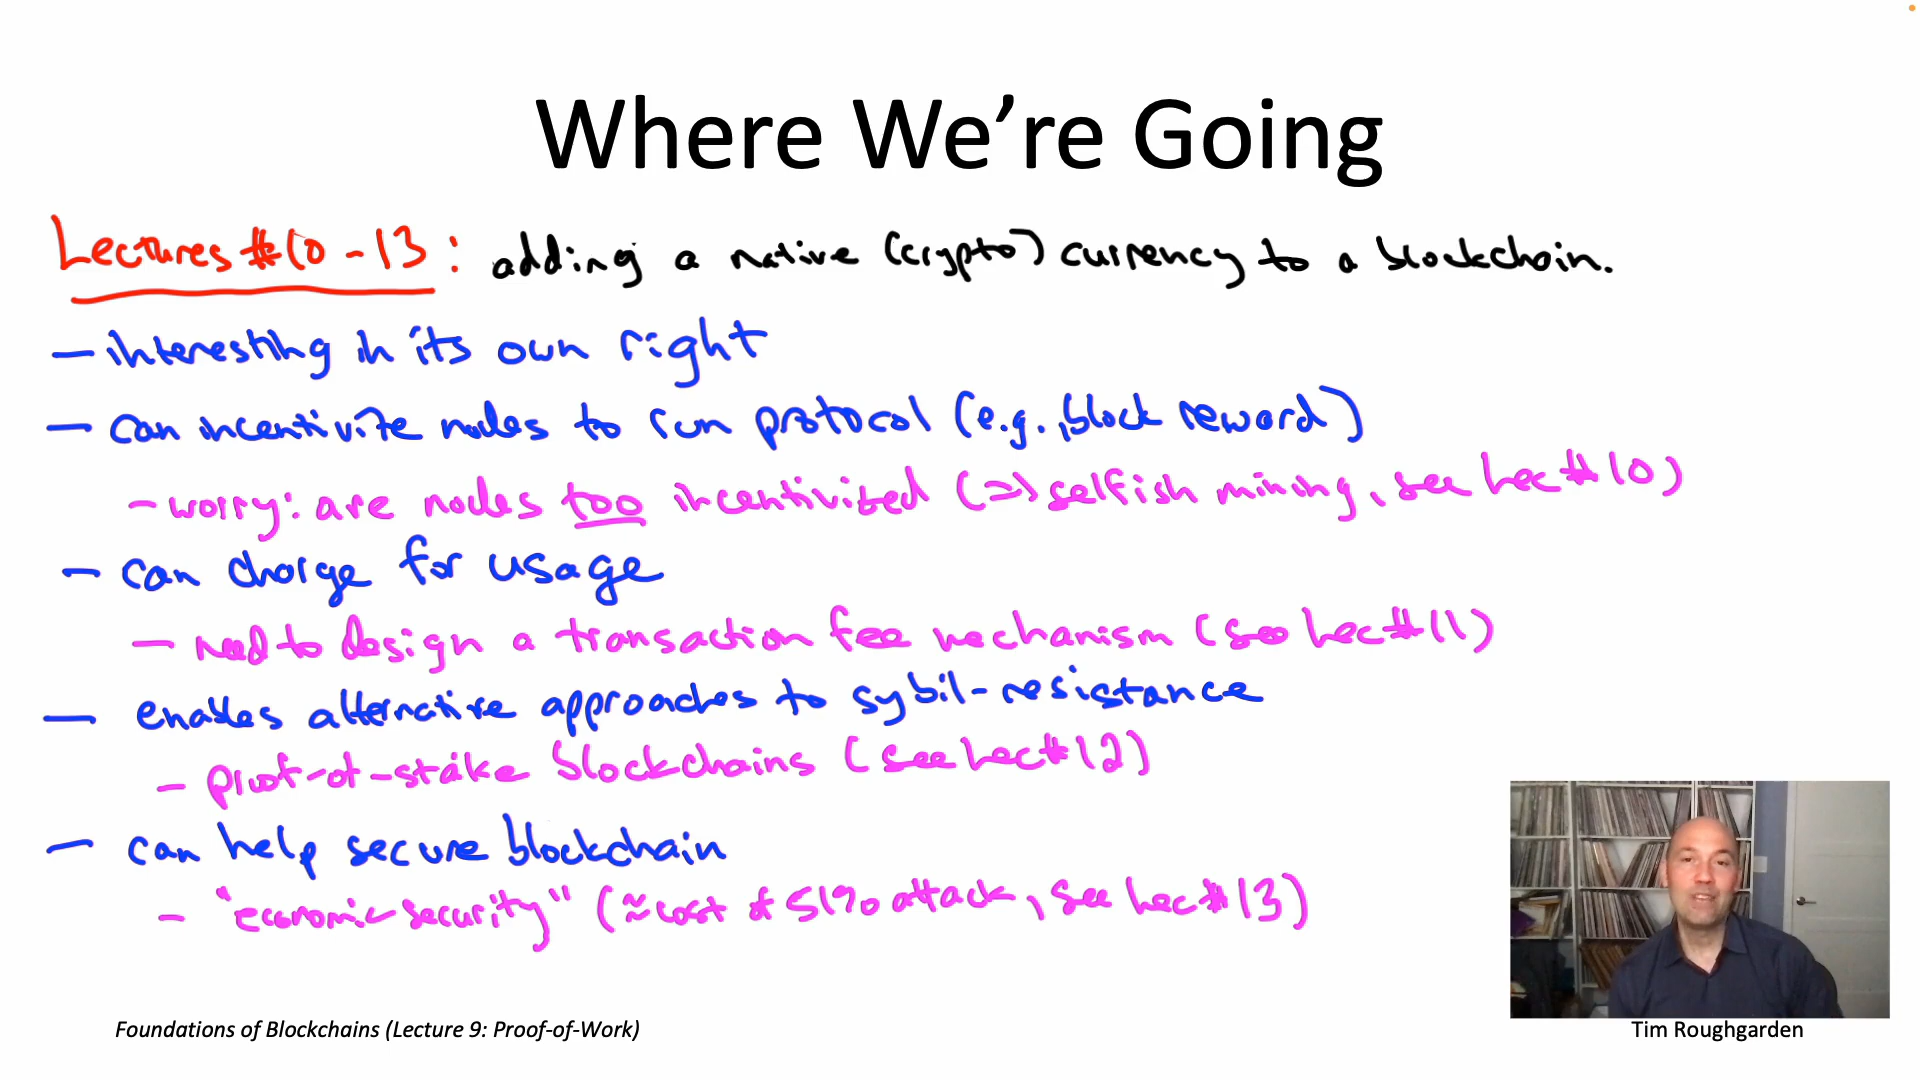 Where We're Going
Lectures #10-13: adding a native (crypto) currency to a blockchain.
- interesting in its own right
- can incentivize nodes to run protocol (e.g., block reward)
- worry: are nodes too incentivized (=> selfish mining, see Lec #10)
- can charge for usage
- need to design a transaction fee mechanism (see Lec #11)
- enables alternative approaches to sybil-resistance
- proof-of-stake blockchains (see Lec #12)
- can help secure blockchain
- "economic security" (≈ cost of 51% attack, see Lec #13)
Foundations of Blockchains (Lecture 9: Proof-of-Work)
Tim Roughgarden